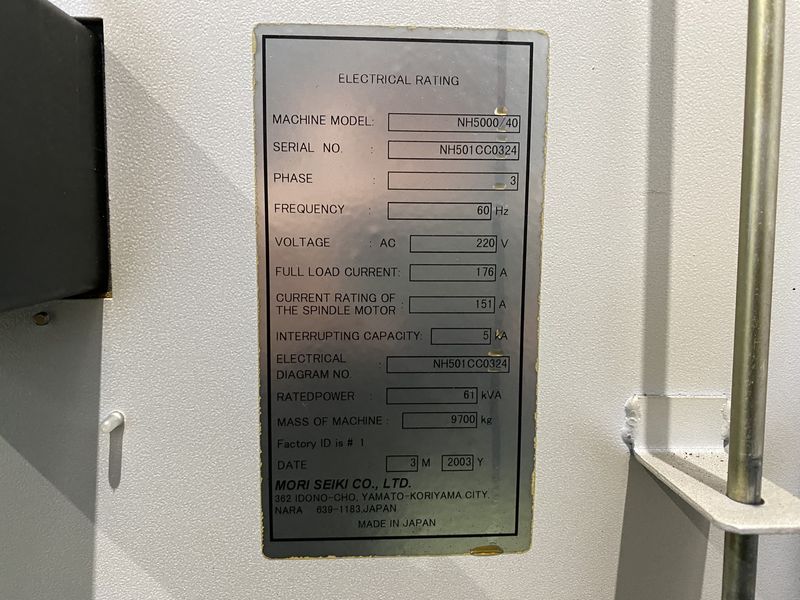 ELECTRICAL RATING
MACHINE MODEL: NH5000/40
SERIAL NO. : NH501CC0324
PHASE : 3
FREQUENCY : 60 Hz
VOLTAGE : AC 220 V
FULL LOAD CURRENT: 176 A
CURRENT RATING OF
THE SPINDLE MOTOR : 151 A
INTERRUPTING CAPACITY: 5 kA
ELECTRICAL
DIAGRAM NO. : NH501CC0324
RATEDPOWER : 61 kVA
MASS OF MACHINE : 9700 kg
Factory ID is # 1
DATE : 3 M 2003 Y
MORI SEIKI CO., LTD.
362 IDONO-CHO, YAMATO-KORIYAMA CITY.
NARA 639-1183,JAPAN
MADE IN JAPAN